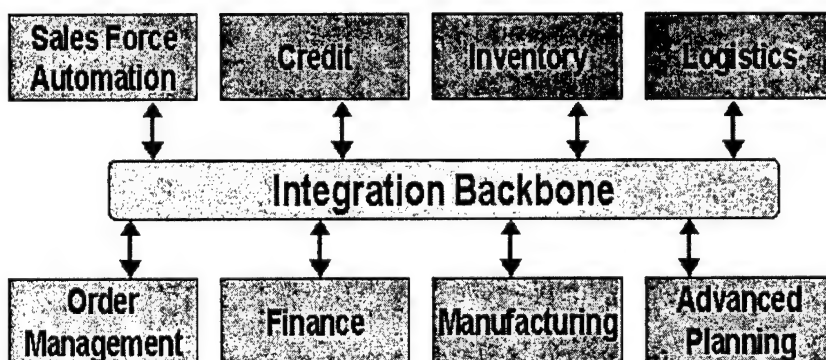 Sales Force
Automation
Credit
Inventory
Logistics
Integration Backbone
Order
Management
Finance
Manufacturing
Advanced
Planning